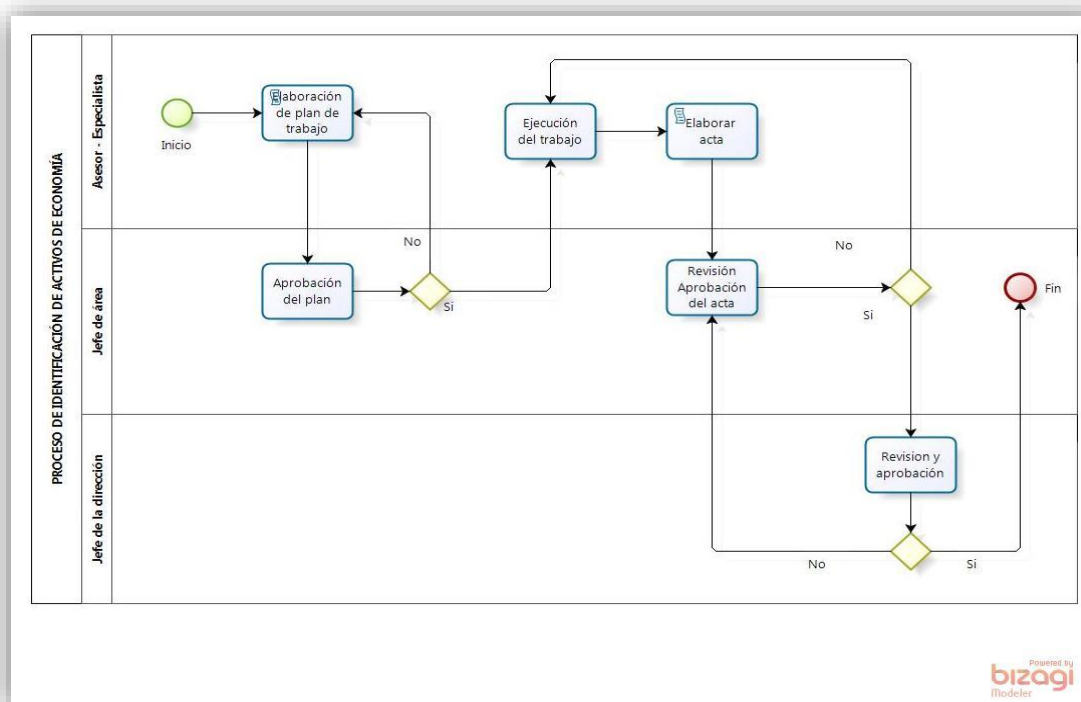 PROCESO DE IDENTIFICACIÓN DE ACTIVOS DE ECONOMÍA
Asesor - Especialista
Inicio
Elaboración
de plan de
trabajo
Ejecución
del trabajo
Elaborar
acta
Jefe de área
Aprobación
del plan
No
Si
Revisión
Aprobación
del acta
No
Si
Fin
Jefe de la dirección
Revision y
aprobación
No
Si
Powered by
bizagi
Modeler